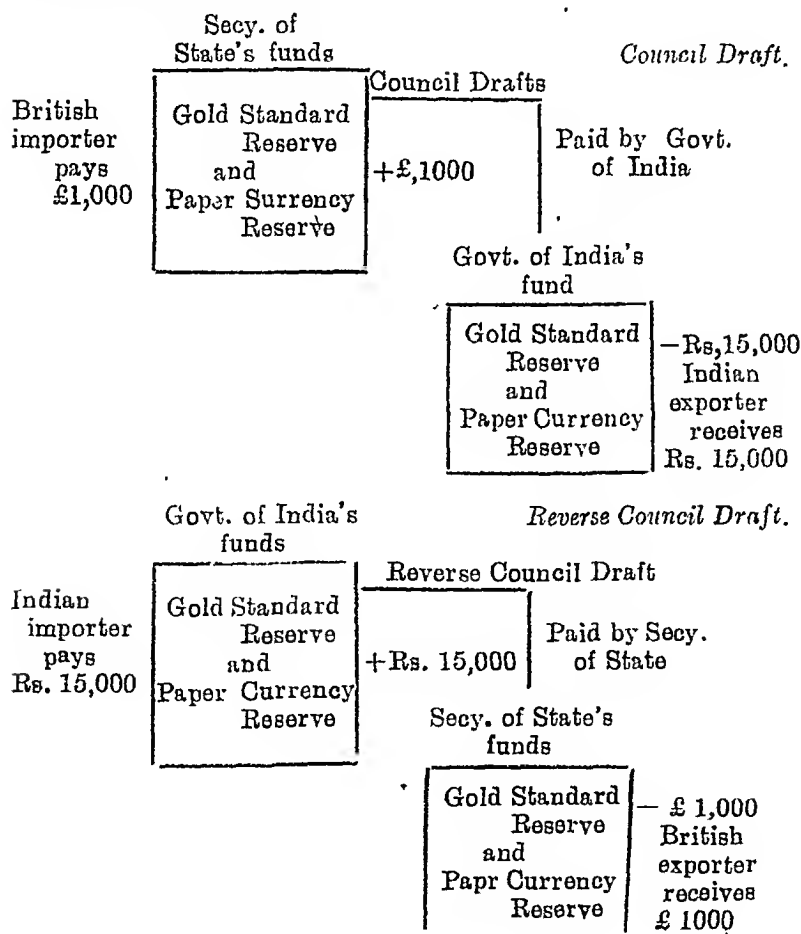 Secy. of
State's funds
Council Draft.
Council Drafts
British
importer
pays
£1,000
Gold Standard
Reserve
and
Paper Surrency
Reserve
+£,1000
Paid by Govt.
of India
Govt. of India's
fund
Gold Standard
Reserve
and
Paper Currency
Reserve
—Rs,15,000
Indian
exporter
receives
Rs. 15,000
Govt. of India's
funds
Reverse Council Draft.
Reverse Council Draft
Indian
importer
pays
Rs. 15,000
Gold Standard
Reserve
and
Paper Currency
Reserve
+Rs. 15,000
Paid by Secy.
of State
Secy. of State's
funds
Gold Standard
Reserve
and
Papr Currency
Reserve
— £ 1,000
British
exporter
receives
£ 1000